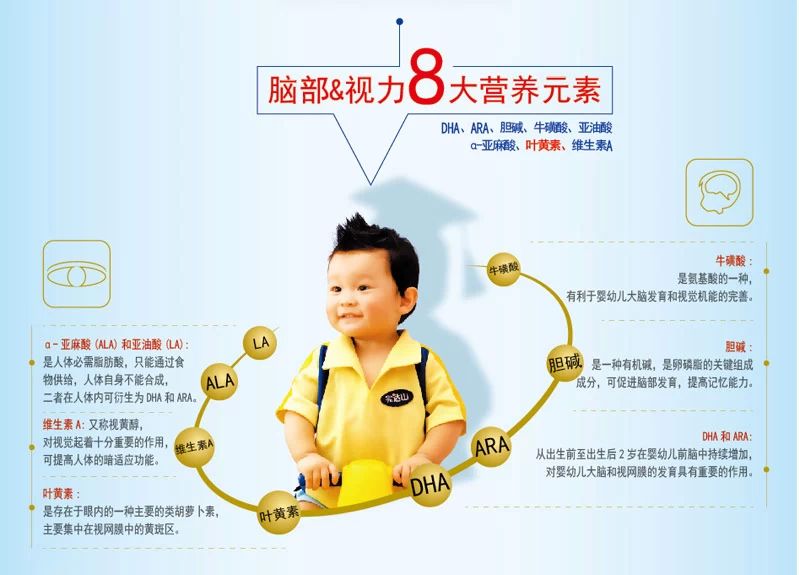 脑部&视力8大营养元素
DHA、ARA、胆碱、牛磺酸、亚油酸
α-亚麻酸、叶黄素、维生素A
牛磺酸：
是氨基酸的一种，
有利于婴幼儿大脑发育和视觉机能的完善。
胆碱：
是一种有机碱，是卵磷脂的关键组成
成分，可促进脑部发育，提高记忆能力。
DHA 和 ARA：
从出生前至出生后 2 岁在婴幼儿前脑中持续增加，
对婴幼儿大脑和视网膜的发育具有重要的作用。
α-亚麻酸 (ALA) 和亚油酸 (LA)：
是人体必需脂肪酸，只能通过食
物供给，人体自身不能合成，
二者在人体内可衍生为 DHA 和 ARA。
维生素 A：又称视黄醇，
对视觉起着十分重要的作用，
可提高人体的暗适应功能。
叶黄素：
是存在于眼内的一种主要的类胡萝卜素，
主要集中在视网膜中的黄斑区。
LA
ALA
维生素A
叶黄素
DHA
ARA
胆碱
牛磺酸
完达山